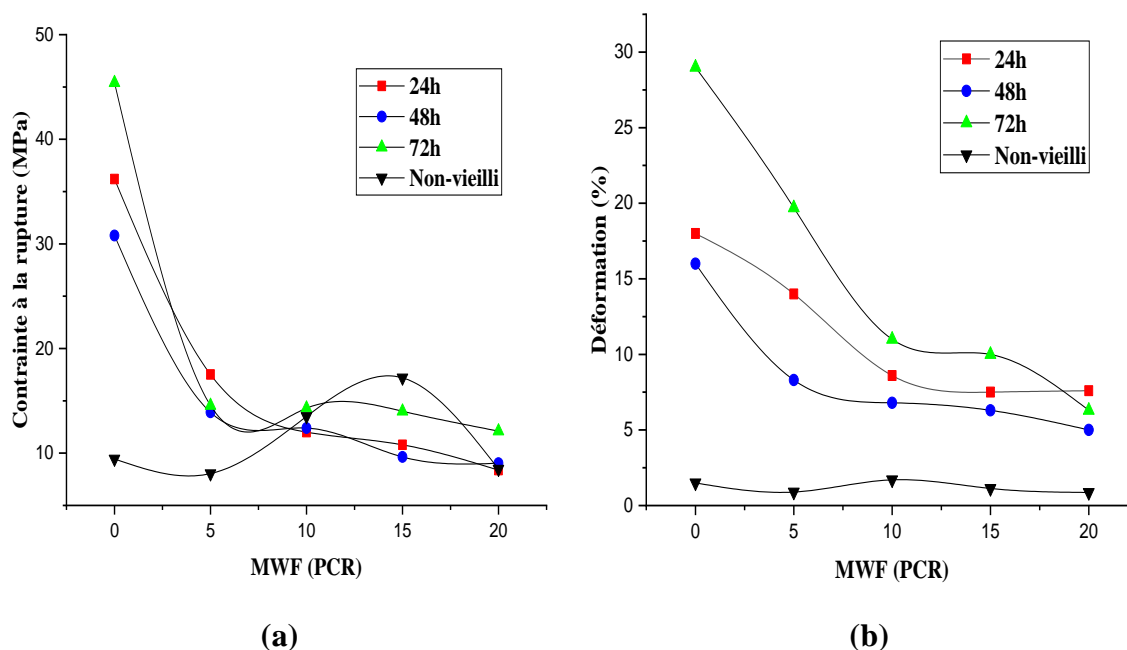 50
40
30
20
10
0
5
10
15
20
Contrainte à la rupture (MPa)
MWF (PCR)
24h
48h
72h
Non-vieilli
(a)
30
25
20
15
10
5
0
0
5
10
15
20
Déformation (%)
MWF (PCR)
24h
48h
72h
Non-vieilli
(b)